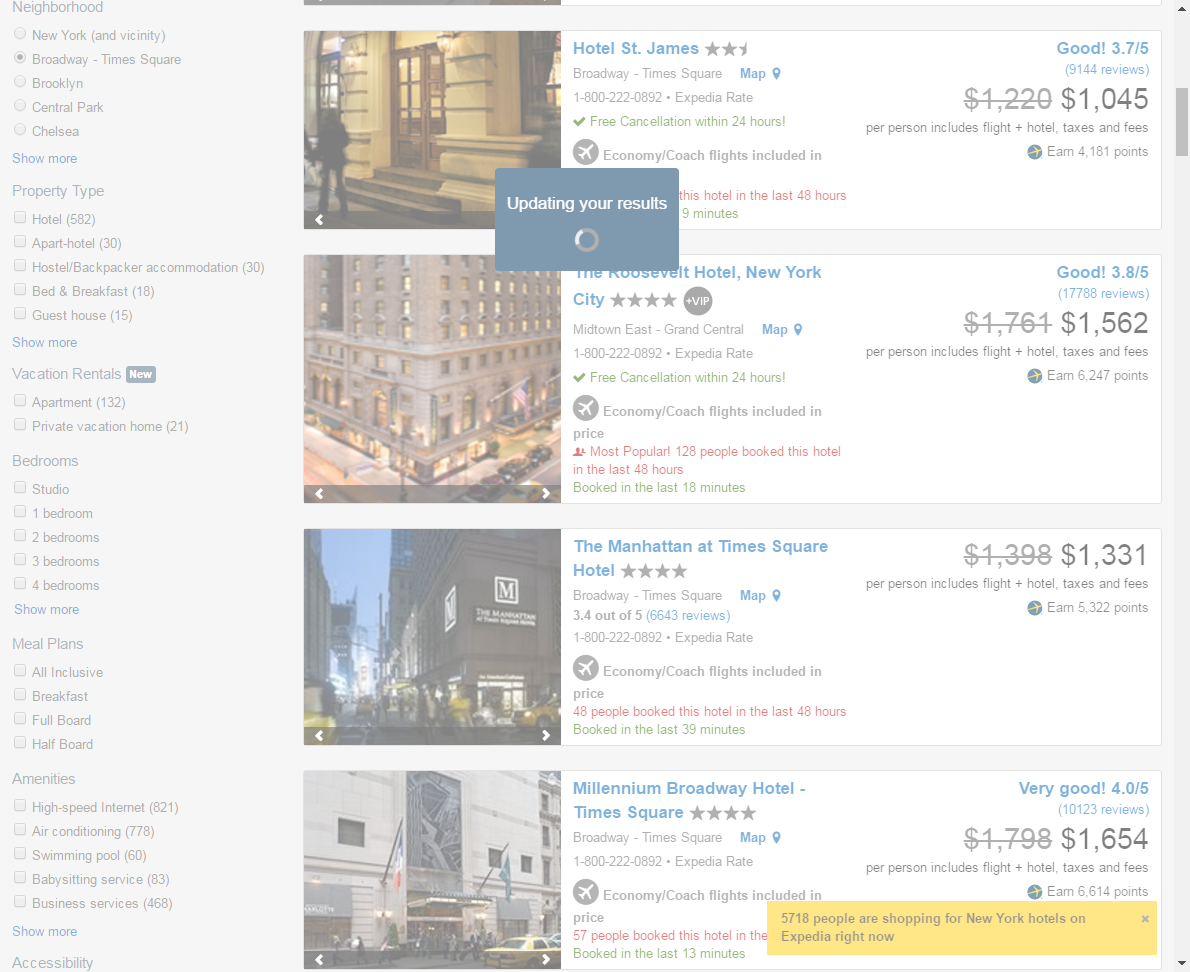 Neighborhood
New York (and vicinity)
Broadway - Times Square
Brooklyn
Central Park
Chelsea
Show more
Property Type
Hotel (582)
Apart-hotel (30)
Hostel/Backpacker accommodation (30)
Bed & Breakfast (18)
Guest house (15)
Show more
Vacation Rentals New
Apartment (132)
Private vacation home (21)
Bedrooms
Studio
1 bedroom
2 bedrooms
3 bedrooms
4 bedrooms
Show more
Meal Plans
All Inclusive
Breakfast
Full Board
Half Board
Amenities
High-speed Internet (821)
Air conditioning (778)
Swimming pool (60)
Babysitting service (83)
Business services (468)
Show more
Accessibility
Hotel St. James
Broadway - Times Square Map
1-800-222-0892 • Expedia Rate
Free Cancellation within 24 hours!
Economy/Coach flights included in
this hotel in the last 48 hours
9 minutes
Good! 3.7/5
(9144 reviews)
$1,220 $1,045
per person includes flight + hotel, taxes and fees
Earn 4,181 points
Updating your results
The Roosevelt Hotel, New York
City +VIP
Midtown East - Grand Central Map
1-800-222-0892 • Expedia Rate
Free Cancellation within 24 hours!
Economy/Coach flights included in
price
Most Popular! 128 people booked this hotel
in the last 48 hours
Booked in the last 18 minutes
Good! 3.8/5
(17788 reviews)
$1,761 $1,562
per person includes flight + hotel, taxes and fees
Earn 6,247 points
M
THE MANHATTAN
AT TIMES SQUARE HOTEL
The Manhattan at Times Square
Hotel
Broadway - Times Square Map
3.4 out of 5 (6643 reviews)
1-800-222-0892 • Expedia Rate
Economy/Coach flights included in
price
48 people booked this hotel in the last 48 hours
Booked in the last 39 minutes
$1,398 $1,331
per person includes flight + hotel, taxes and fees
Earn 5,322 points
Millennium Broadway Hotel -
Times Square
Broadway - Times Square Map
1-800-222-0892 • Expedia Rate
Economy/Coach flights included in
price
57 people booked this hotel in the
Booked in the last 13 minutes
Very good! 4.0/5
(10123 reviews)
$1,798 $1,654
per person includes flight + hotel, taxes and fees
Earn 6,614 points
5718 people are shopping for New York hotels on
Expedia right now